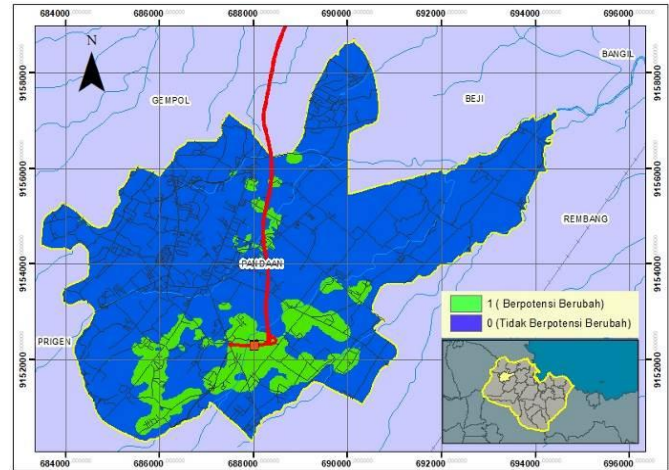 684000 686000 688000 690000 692000 694000 696000
N
BANGIL
GEMPOL
BEJI
9158000
9158000
9156000
9156000
REMBANG
9154000
9154000
PANDAAN
1 ( Berpotensi Berubah)
0 (Tidak Berpotensi Berubah)
PRIGEN
9152000
9152000
684000 686000 688000 690000 692000 694000 696000